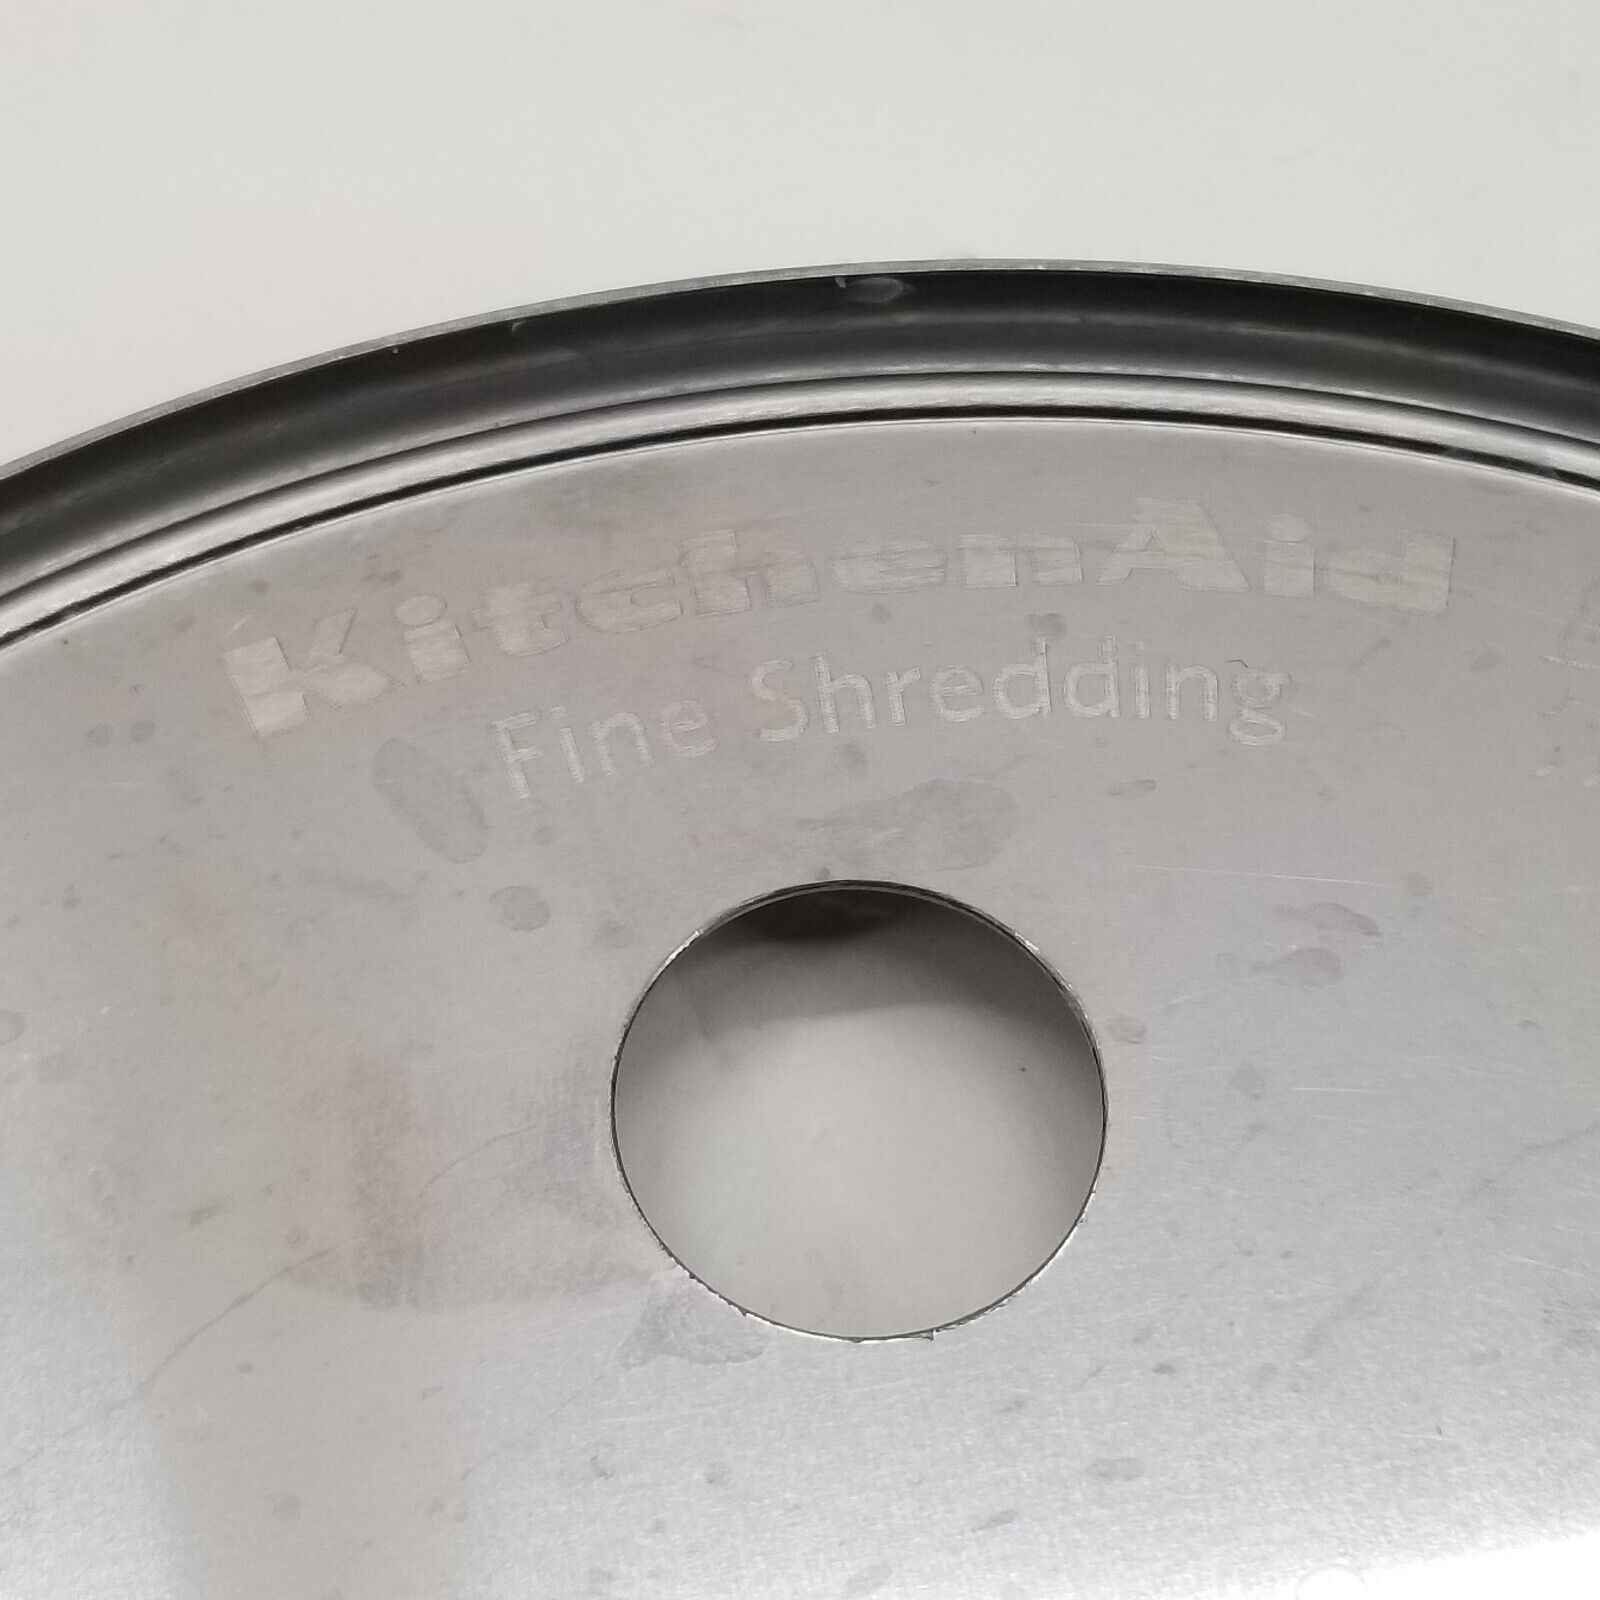 KitchenAid
Fine Shredding